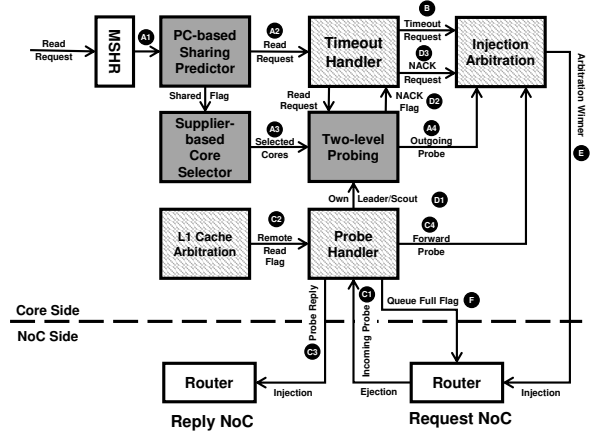 Read
Request
MSHR
A1
PC-based
Sharing
Predictor
A2
Read
Request
Timeout
Handler
B
Timeout
Request
D3
NACK
Request
Injection
Arbitration
Shared Flag
Read
Request
NACK
Flag
D2
Arbitration Winner
E
Supplier-
based
Core
Selector
A3
Selected
Cores
Two-level
Probing
A4
Outgoing
Probe
Own Leader/Scout
D1
L1 Cache
Arbitration
C2
Remote
Read
Flag
Probe
Handler
C4
Forward
Probe
Probe Reply
C3
Incoming Probe
C1
Queue Full Flag
F
Core Side
NoC Side
Router
Injection
Ejection
Router
Injection
Reply NoC
Request NoC